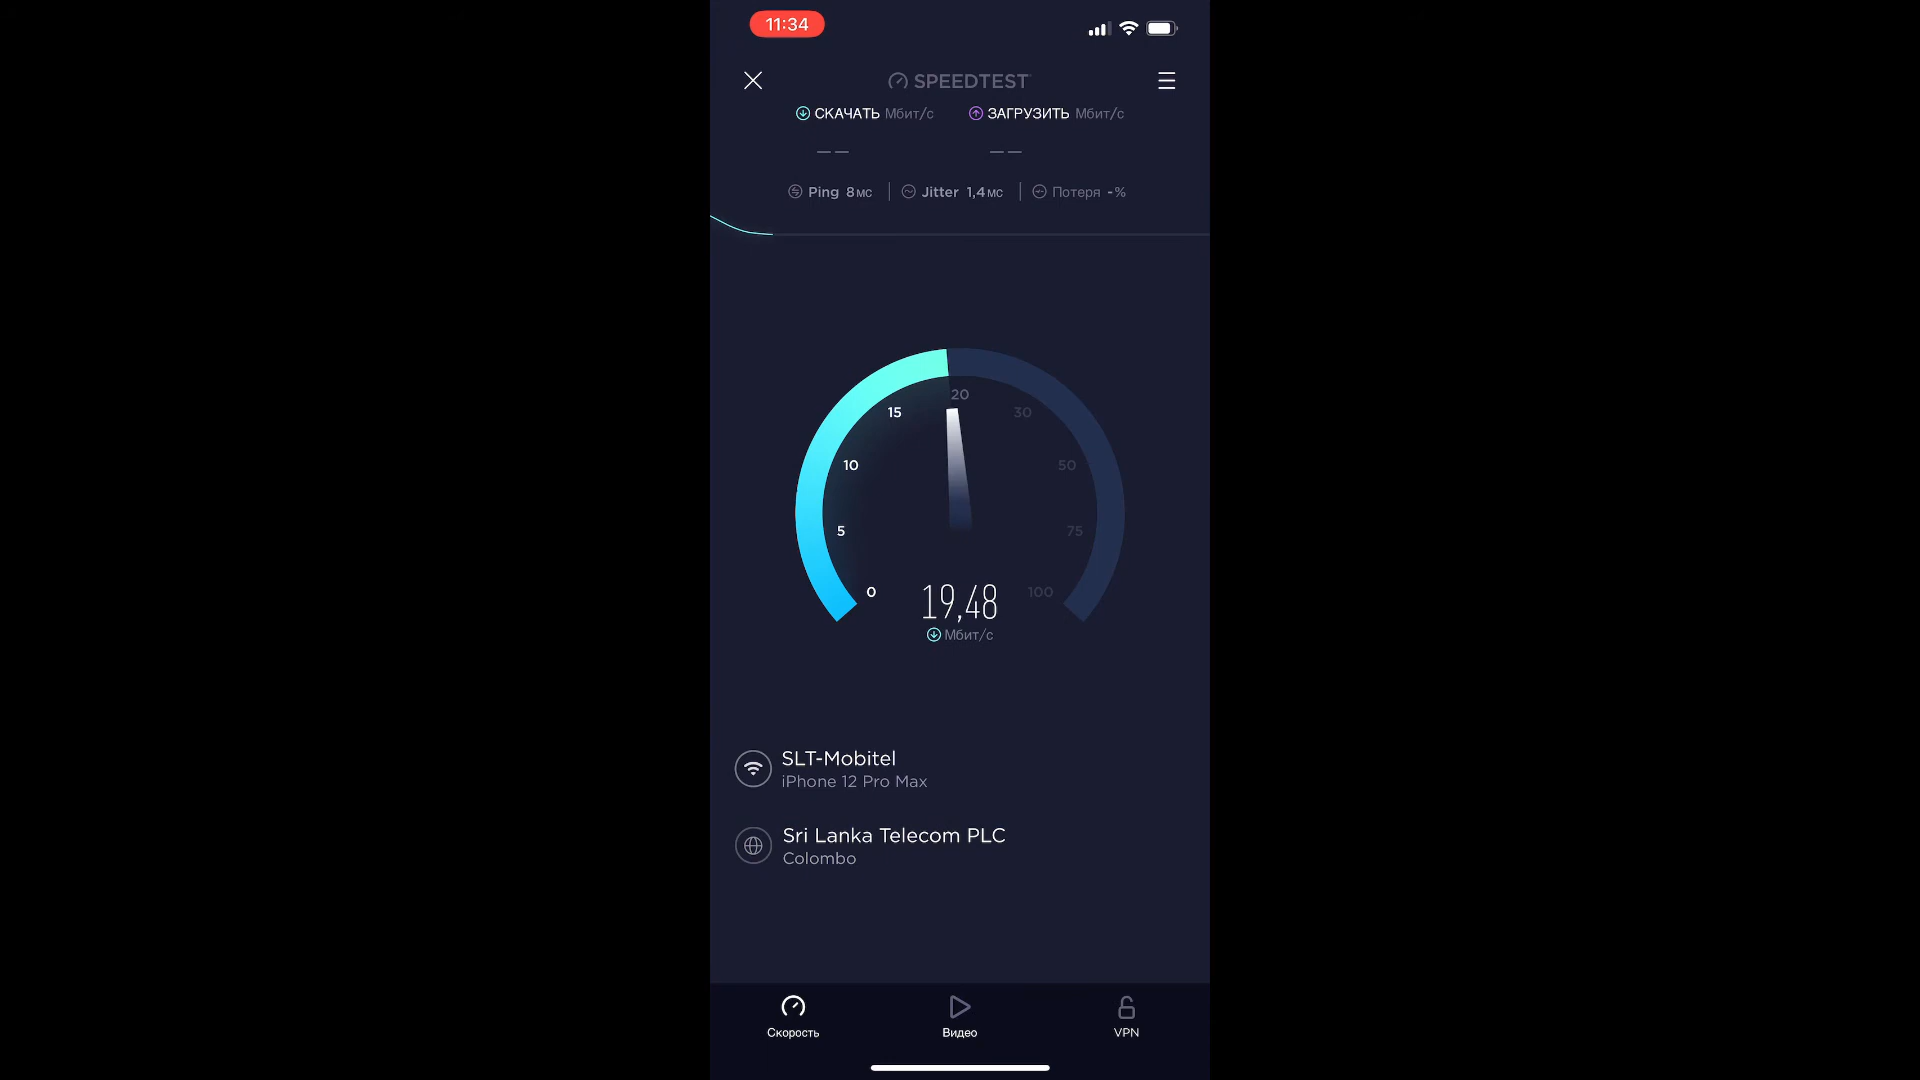 11:34
SPEEDTEST
СКАЧАТЬ Мбит/с ЗАГРУЗИТЬ Мбит/с
— — — —
Ping 8 мс Jitter 1,4 мс Потеря -%
20
15 30
10 50
5 75
0 100
19,48
Мбит/с
SLT-Mobitel
iPhone 12 Pro Max
Sri Lanka Telecom PLC
Colombo
Скорость Видео VPN